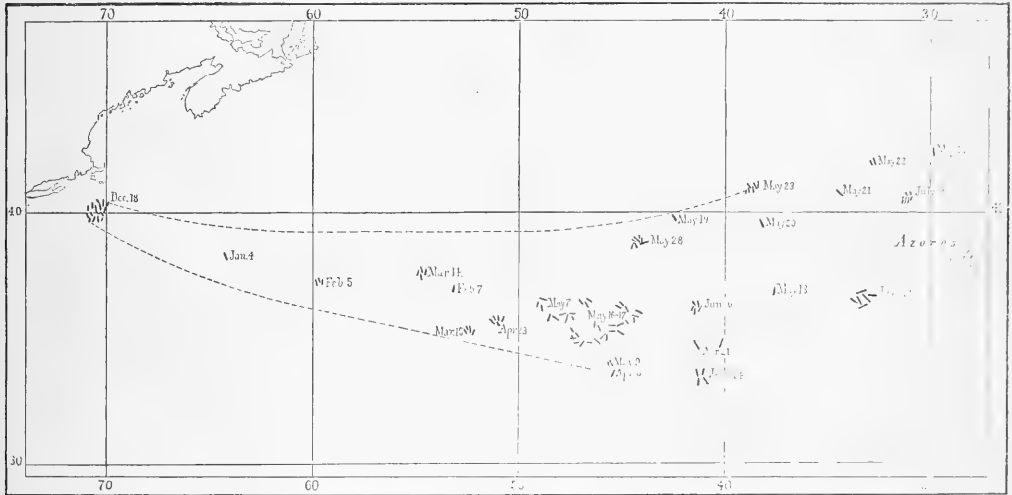 70 60 50 40 30
Dec. 18
May 22
May 23
May 21
40
May 19
May 20
May 28
Azores
Jan. 4
Feb. 5
Mar. 14
Feb 7
May 7
May 16-17
May 18
Mar. 10
Apr. 23
30
70 60 50 40